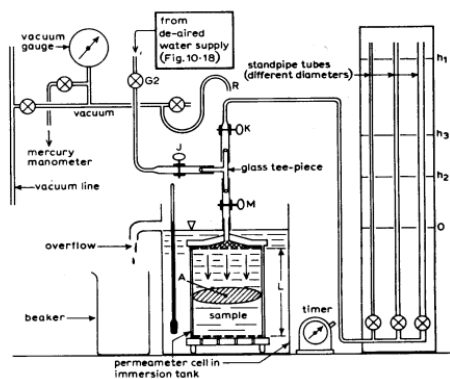 from
de-aired
water supply
(Fig. 10-18)
vacuum
gauge
G2
R
vacuum
mercury
manometer
vacuum line
K
J
glass tee-piece
M
overflow
A
L
sample
beaker
timer
permeameter cell in
immersion tank
standpipe tubes
(different diameters)
h1
h3
h2
O